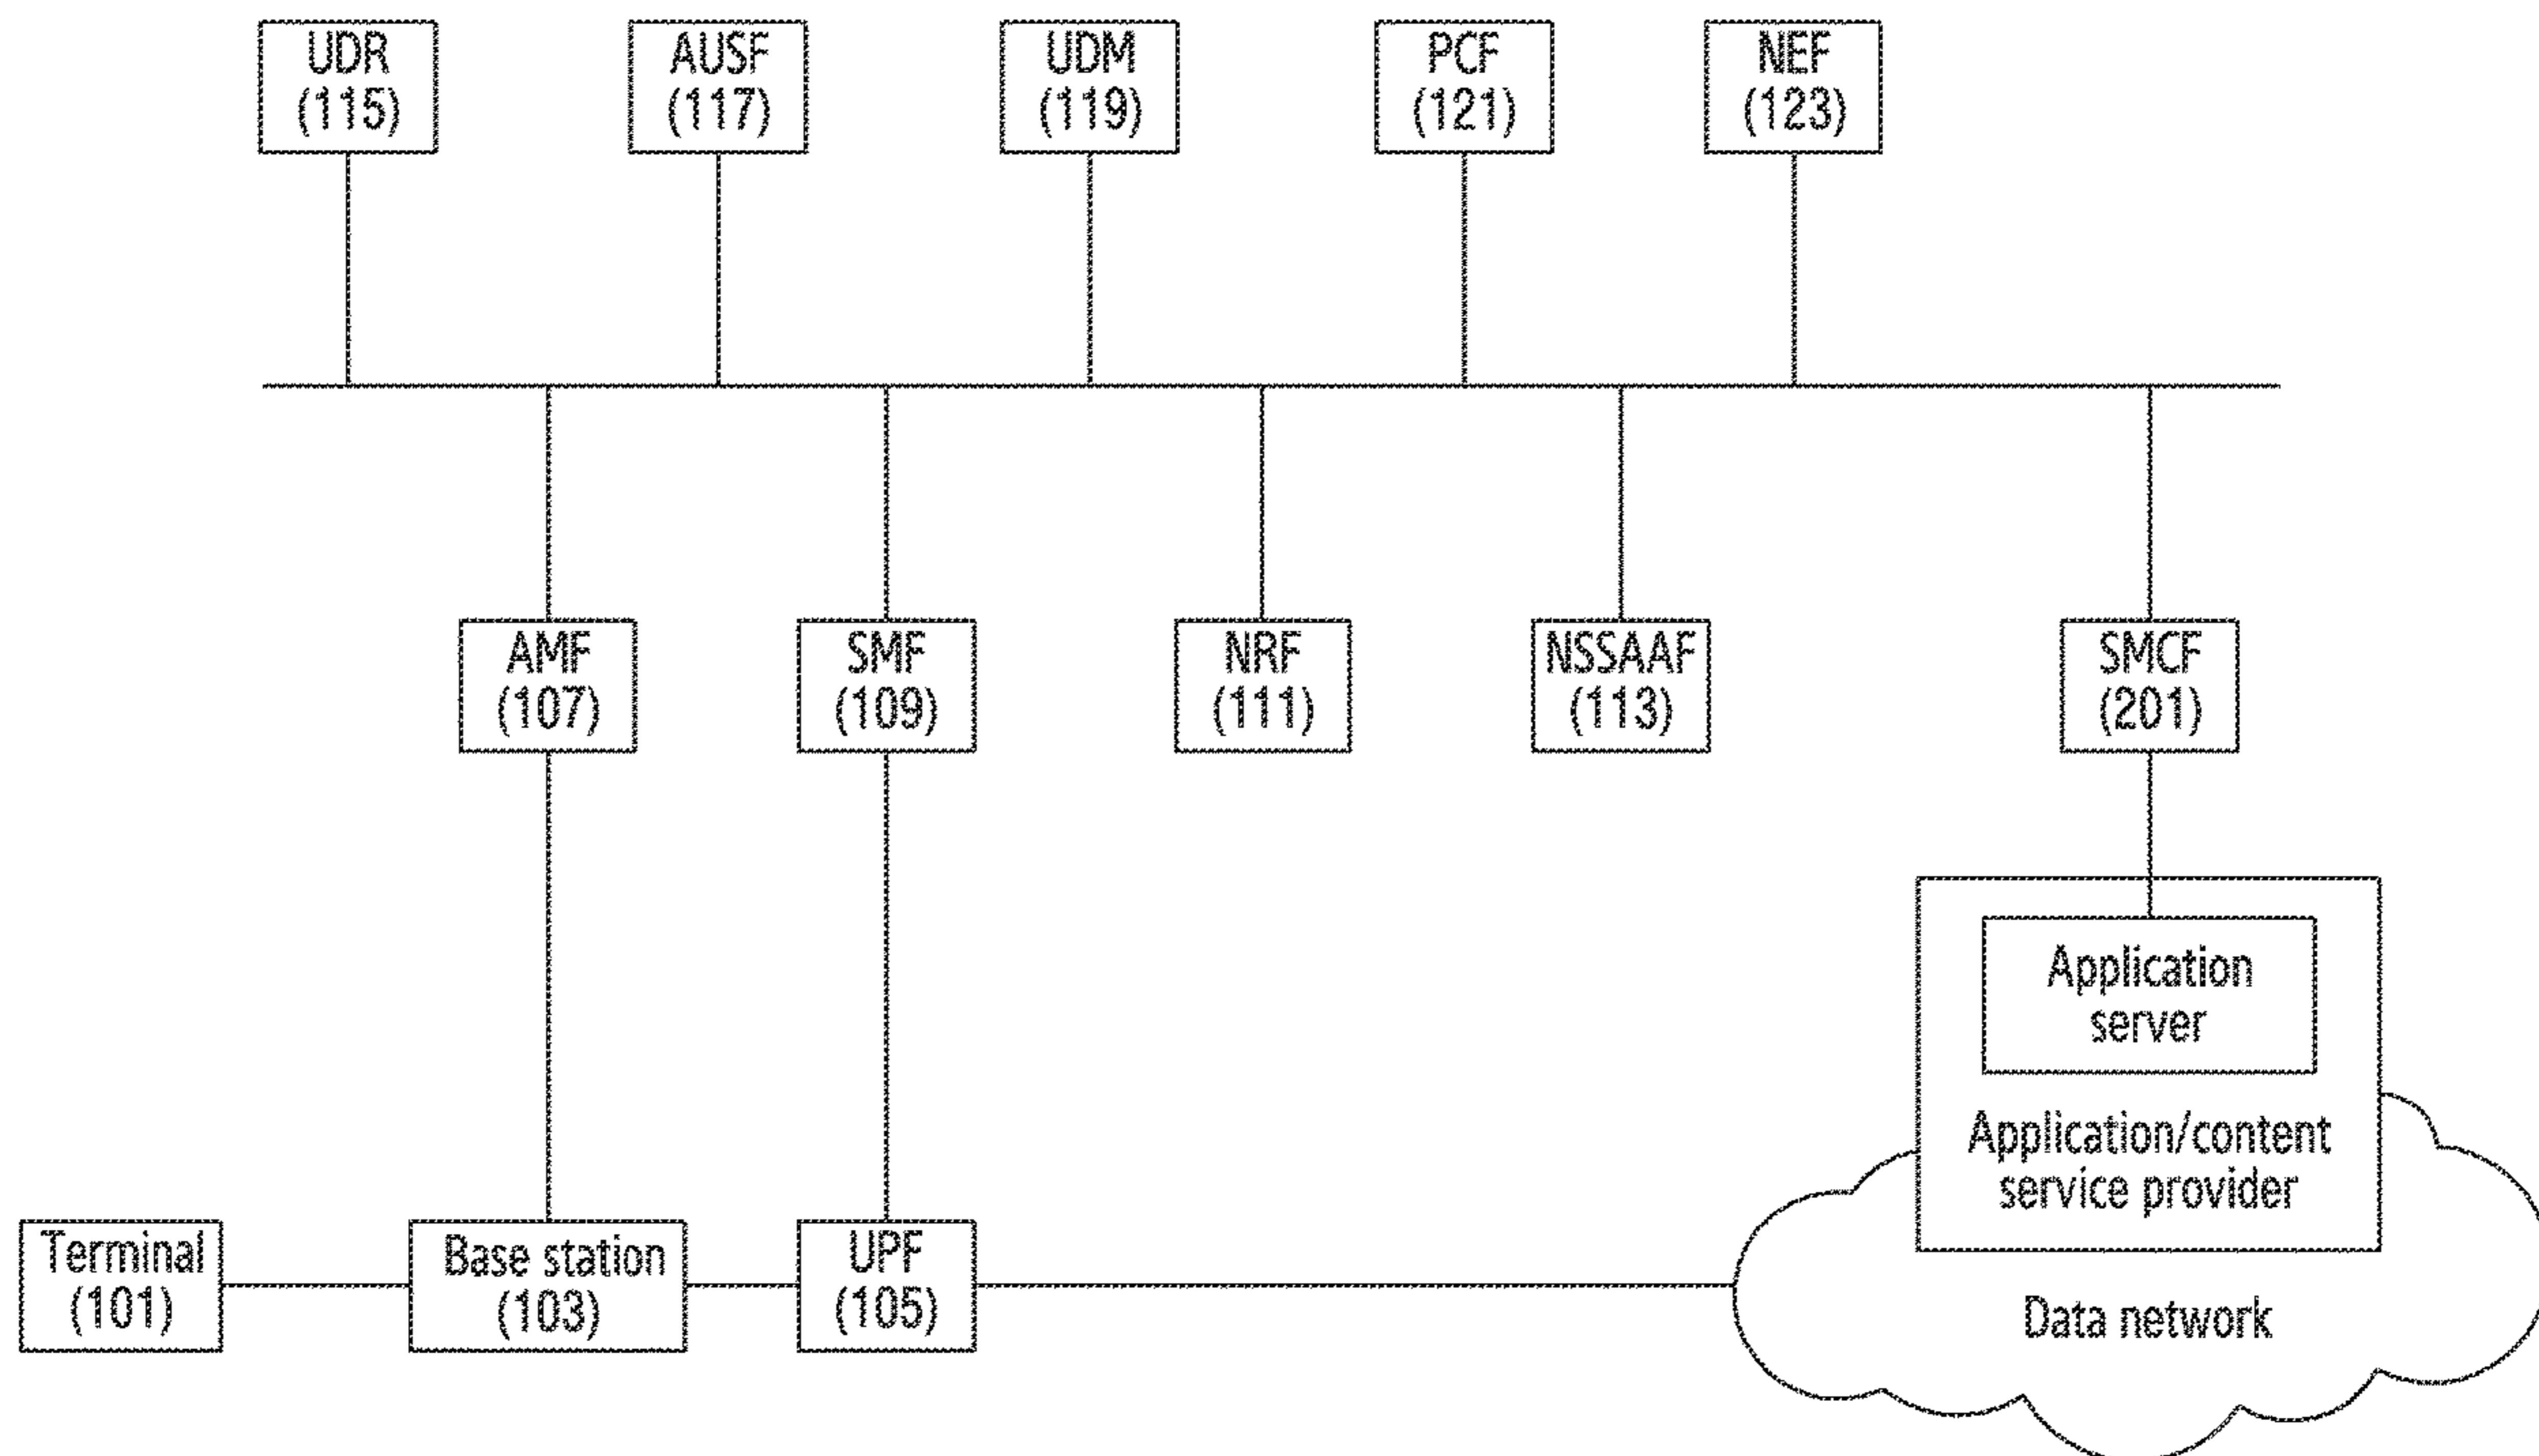 UDR
(115)
AUSF
(117)
UDM
(119)
PCF
(121)
NEF
(123)
AMF
(107)
SMF
(109)
NRF
(111)
NSSAAF
(113)
SMCF
(201)
Application
server
Application/content
service provider
Terminal
(101)
Base station
(103)
UPF
(105)
Data network